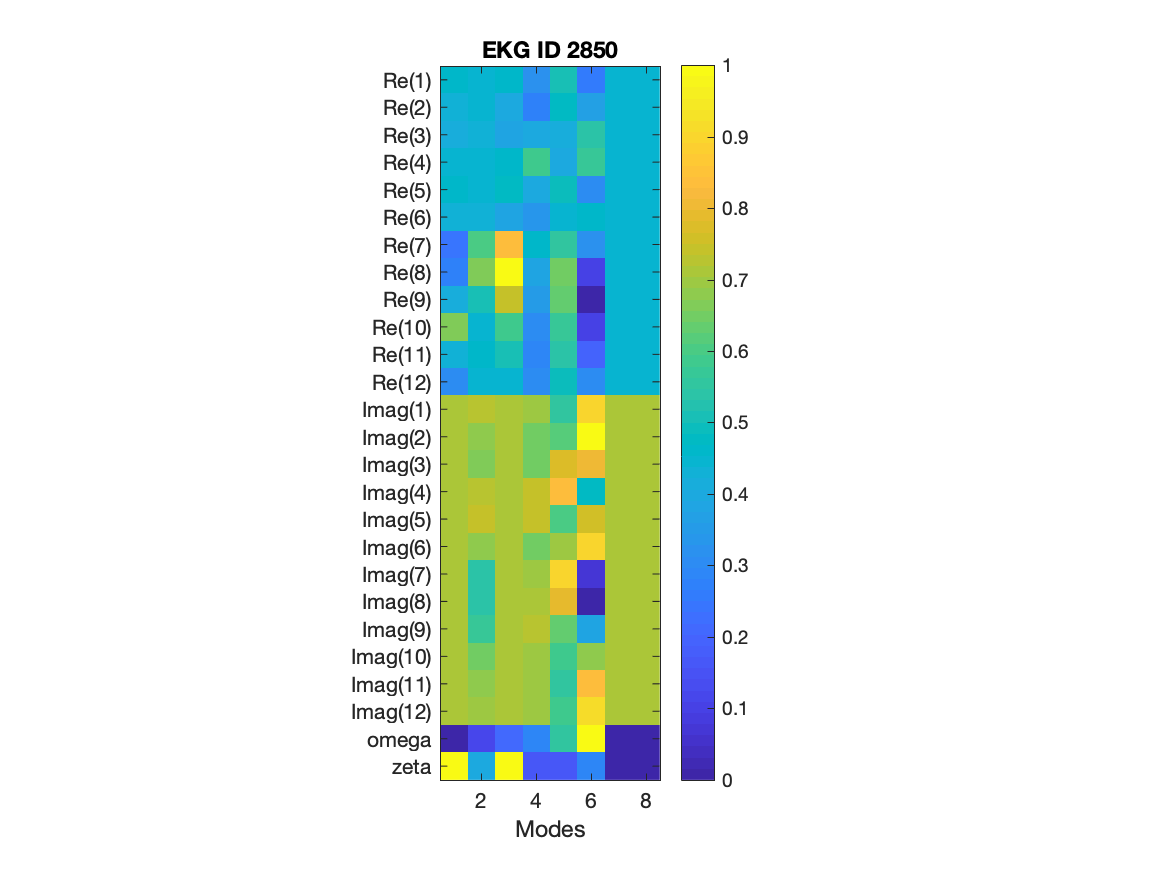 EKG ID 2850
Re(1)
Re(2)
Re(3)
Re(4)
Re(5)
Re(6)
Re(7)
Re(8)
Re(9)
Re(10)
Re(11)
Re(12)
Imag(1)
Imag(2)
Imag(3)
Imag(4)
Imag(5)
Imag(6)
Imag(7)
Imag(8)
Imag(9)
Imag(10)
Imag(11)
Imag(12)
omega
zeta
2 4 6 8
Modes
1
0.9
0.8
0.7
0.6
0.5
0.4
0.3
0.2
0.1
0